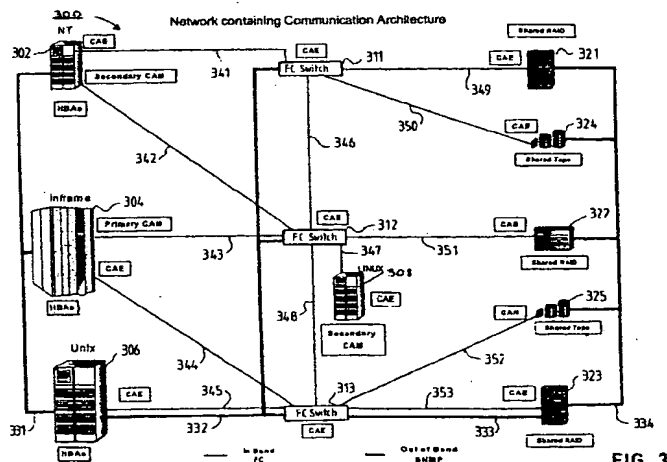 300
Network containing Communication Architecture
NT
302
CAE
341
CAE
FC Switch
311
Shared RAID
CAE
321
Secondary CAM
HBAs
342
346
349
350
CAE
324
Shared Tape
Inframe
304
Primary CAM
343
CAE
FC Switch
312
347
351
CAE
327
Shared RAID
CAE
HBAs
344
348
LINUX
308
CAE
Secondary
CAM
325
Shared Tape
352
Unix
306
CAE
345
332
313
FC Switch
CAE
353
333
CAE
323
Shared RAID
334
331
HBAs
In Band
FC
Out of Band
SNMP
FIG. 3